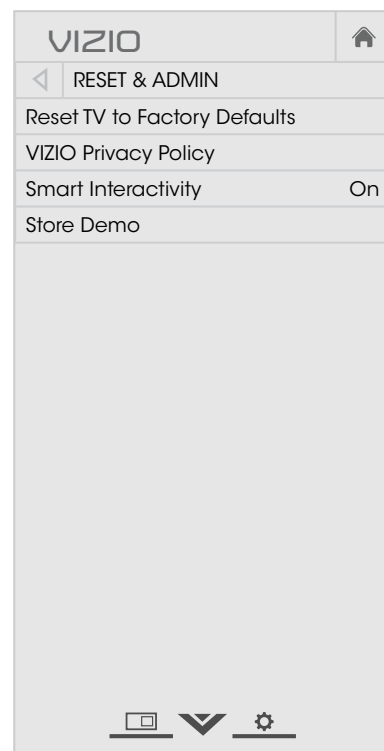 VIZIO
RESET & ADMIN
Reset TV to Factory Defaults
VIZIO Privacy Policy
Smart Interactivity On
Store Demo